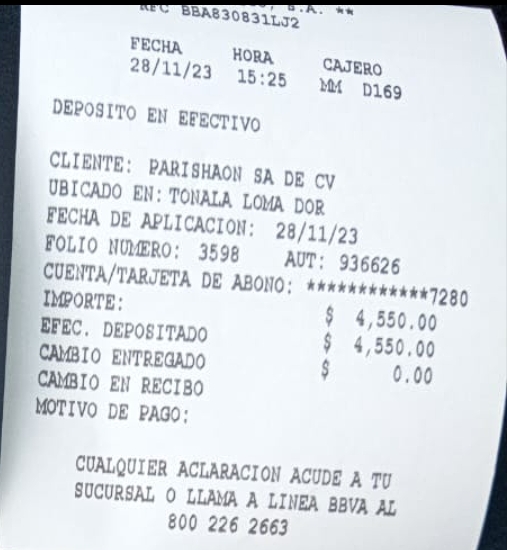 S.A. **
RFC BBA830831LJ2
FECHA HORA CAJERO
28/11/23 15:25 MM D169
DEPOSITO EN EFECTIVO
CLIENTE: PARISHAON SA DE CV
UBICADO EN: TONALA LOMA DOR
FECHA DE APLICACION: 28/11/23
FOLIO NUMERO: 3598 AUT: 936626
CUENTA/TARJETA DE ABONO: ************7280
IMPORTE: $ 4,550.00
EFEC. DEPOSITADO $ 4,550.00
CAMBIO ENTREGADO $ 0.00
CAMBIO EN RECIBO
MOTIVO DE PAGO:
CUALQUIER ACLARACION ACUDE A TU
SUCURSAL O LLAMA A LINEA BBVA AL
800 226 2663